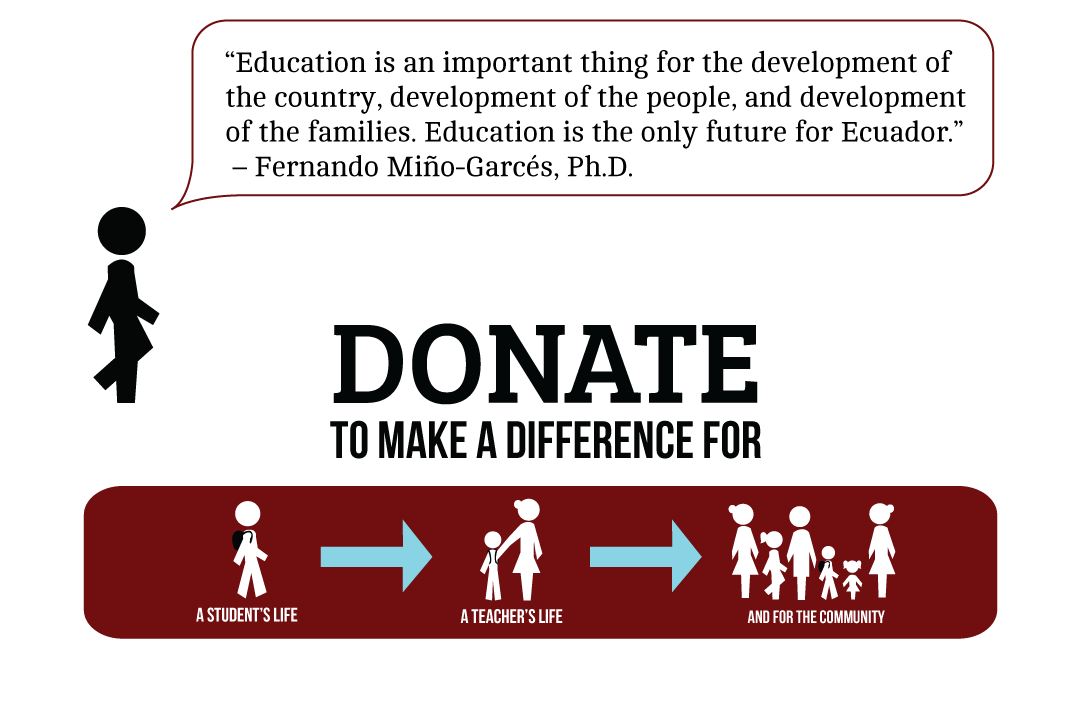 “Education is an important thing for the development of
the country, development of the people, and development
of the families. Education is the only future for Ecuador.”
– Fernando Miño-Garcés, Ph.D.
DONATE
TO MAKE A DIFFERENCE FOR
A STUDENT'S LIFE
A TEACHER'S LIFE
AND FOR THE COMMUNITY